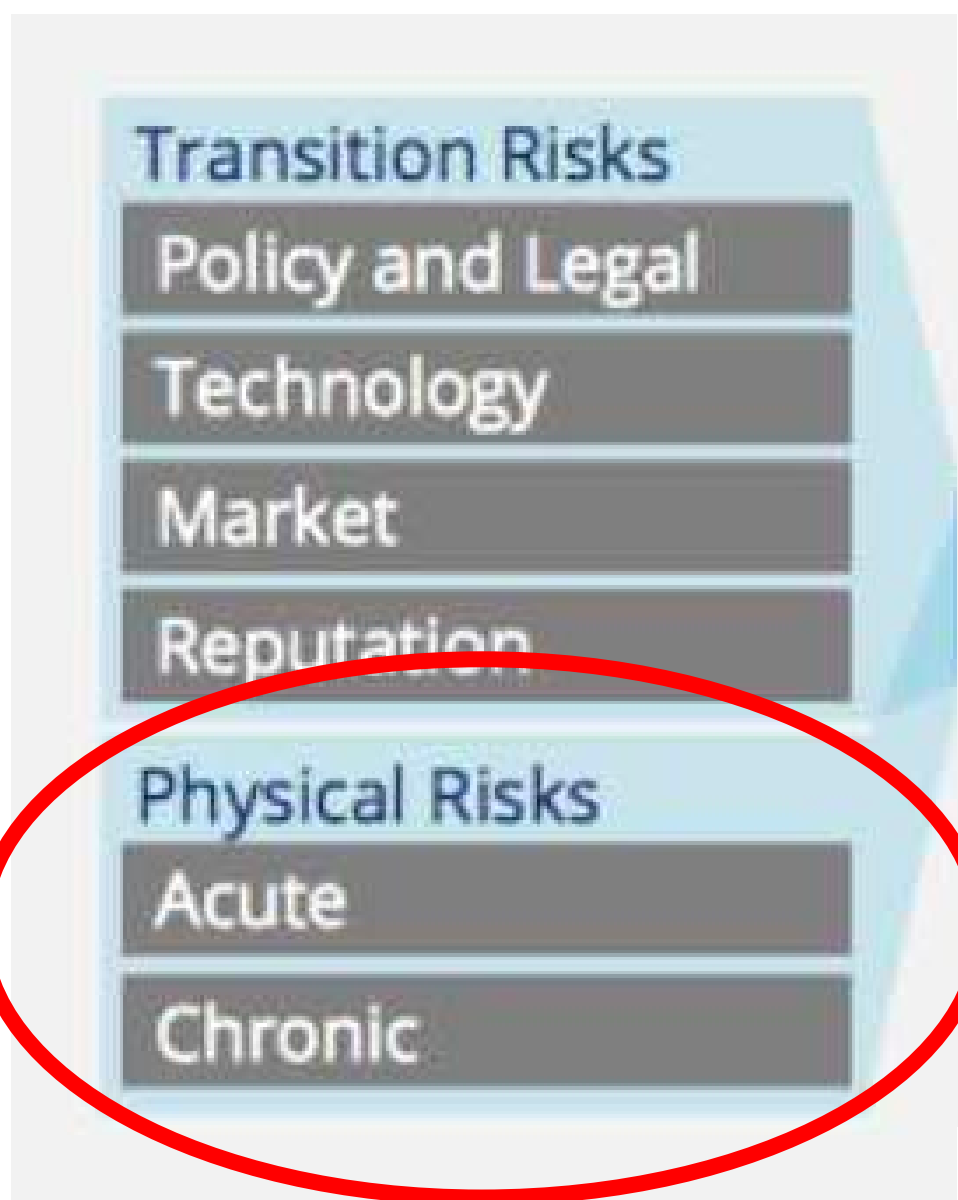 Transition Risks
Policy and Legal
Technology
Market
Reputation
Physical Risks
Acute
Chronic